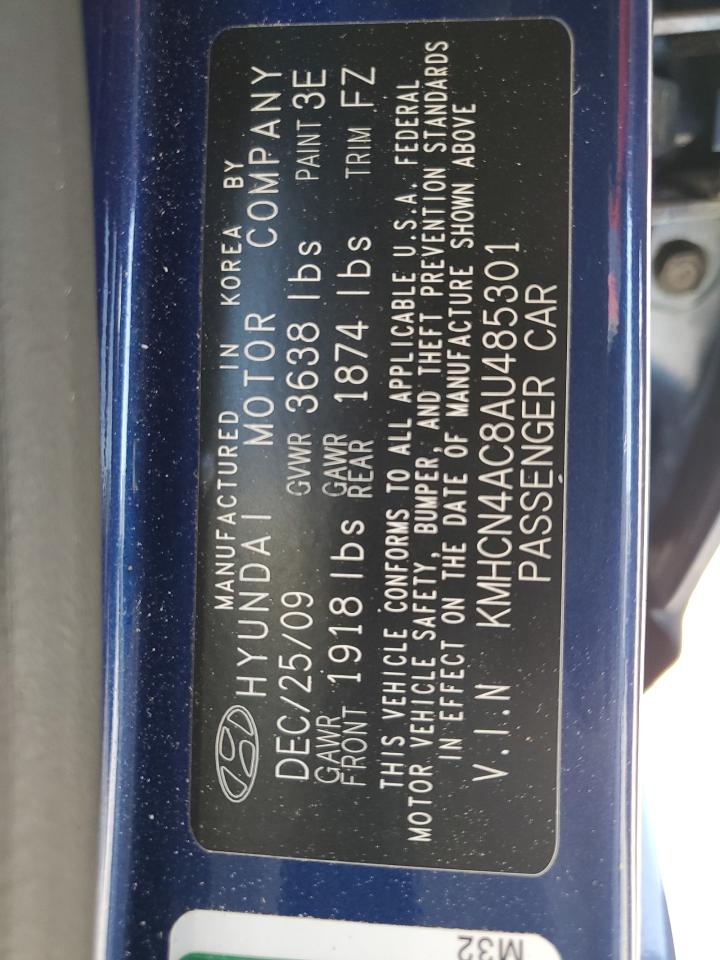 MANUFACTURED IN KOREA BY
HYUNDAI MOTOR COMPANY
DEC/25/09 GVWR 3638 lbs PAINT 3E
GAWR FRONT 1918 lbs GAWR REAR 1874 lbs TRIM FZ
THIS VEHICLE CONFORMS TO ALL APPLICABLE U.S.A. FEDERAL
MOTOR VEHICLE SAFETY, BUMPER, AND THEFT PREVENTION STANDARDS
IN EFFECT ON THE DATE OF MANUFACTURE SHOWN ABOVE
V.I.N KMHCN4AC8AU485301
PASSENGER CAR
M32